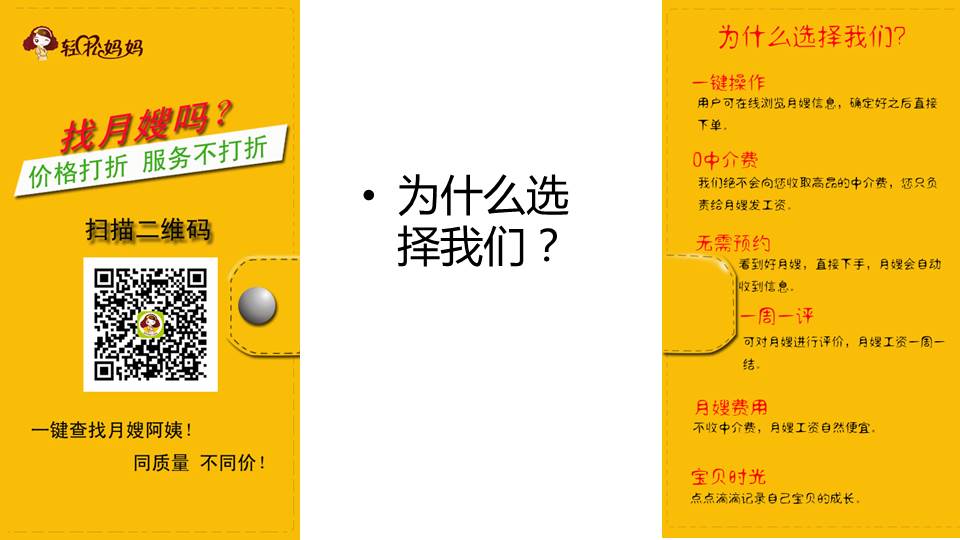 轻松妈妈
找月嫂吗？
价格打折 服务不打折
扫描二维码
一键查找月嫂阿姨！
同质量 不同价！
• 为什么选
择我们？
为什么选择我们？
一键操作
用户可在线浏览月嫂信息，确定好之后直接
下单。
0中介费
我们绝不会向您收取高昂的中介费，您只负
责给月嫂发工资。
无需预约
看到好月嫂，直接下手，月嫂会自动
收到信息。
一周一评
可对月嫂进行评价，月嫂工资一周一
结。
月嫂费用
不收中介费，月嫂工资自然便宜。
宝贝时光
点点滴滴记录自己宝贝的成长。